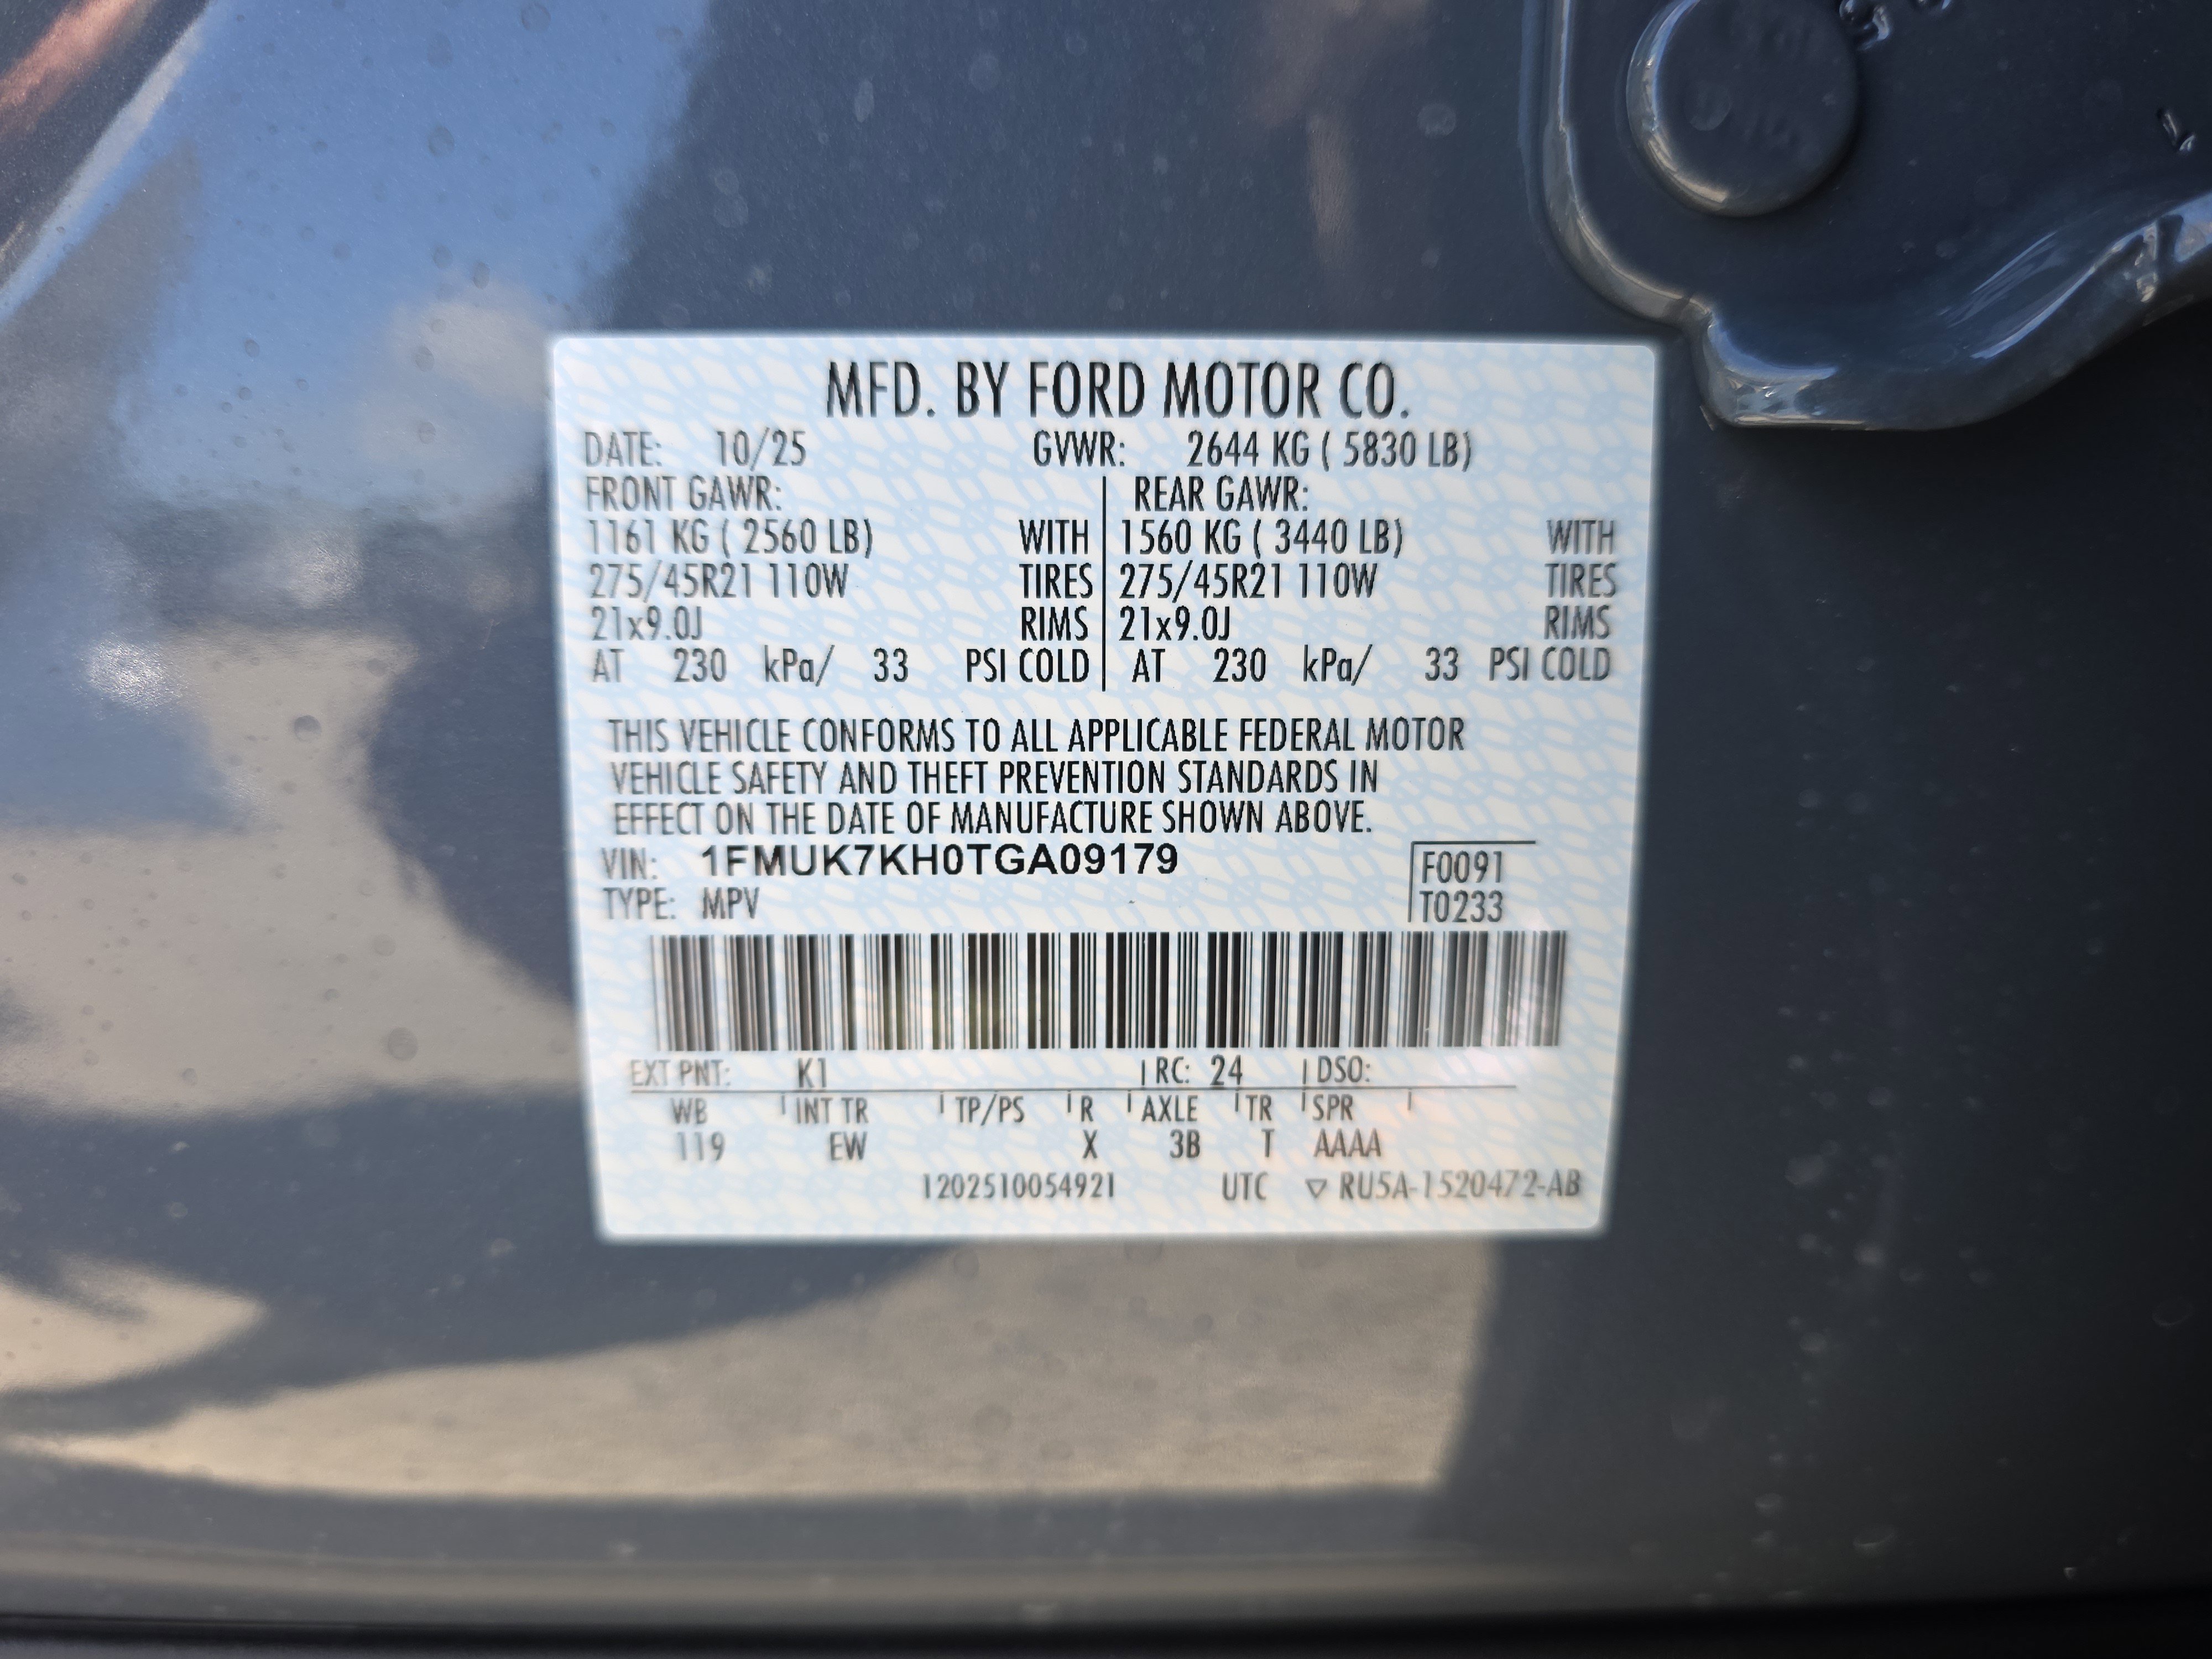 MFD. BY FORD MOTOR CO.
DATE: 10/25 GVWR: 2644 KG ( 5830 LB)
FRONT GAWR: REAR GAWR:
1161 KG ( 2560 LB) WITH 1560 KG ( 3440 LB) WITH
275/45R21 110W TIRES 275/45R21 110W TIRES
21x9.0J RIMS 21x9.0J RIMS
AT 230 kPa/ 33 PSI COLD AT 230 kPa/ 33 PSI COLD
THIS VEHICLE CONFORMS TO ALL APPLICABLE FEDERAL MOTOR
VEHICLE SAFETY AND THEFT PREVENTION STANDARDS IN
EFFECT ON THE DATE OF MANUFACTURE SHOWN ABOVE.
VIN: 1FMUK7KH0TGA09179 F0091
TYPE: MPV T0233
EXT PNT: K1 RC: 24 DSO:
WB INT TR TP/PS R AXLE TR SPR
119 EW X 3B T AAAA
1202510054921 UTC ▽ RU5A-1520472-AB